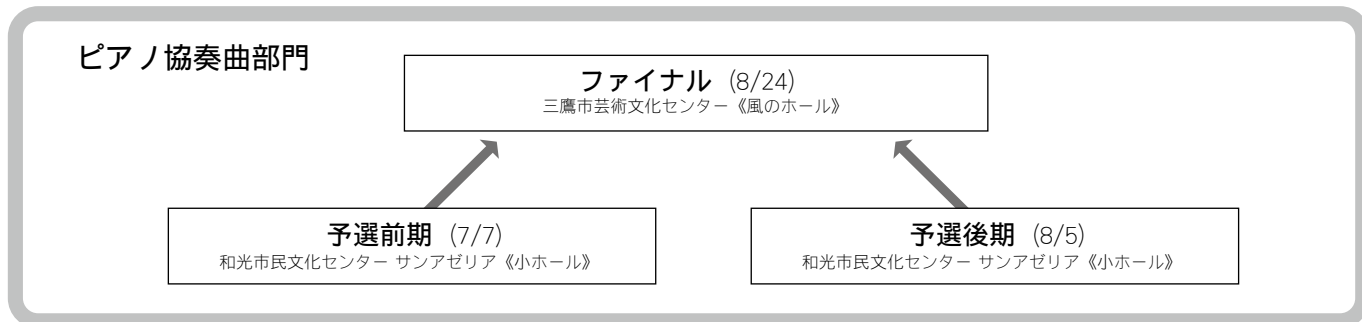 ピアノ協奏曲部門
ファイナル (8/24)
三鷹市芸術文化センター《風のホール》
予選前期 (7/7)
和光市民文化センター サンアゼリア《小ホール》
予選後期 (8/5)
和光市民文化センター サンアゼリア《小ホール》